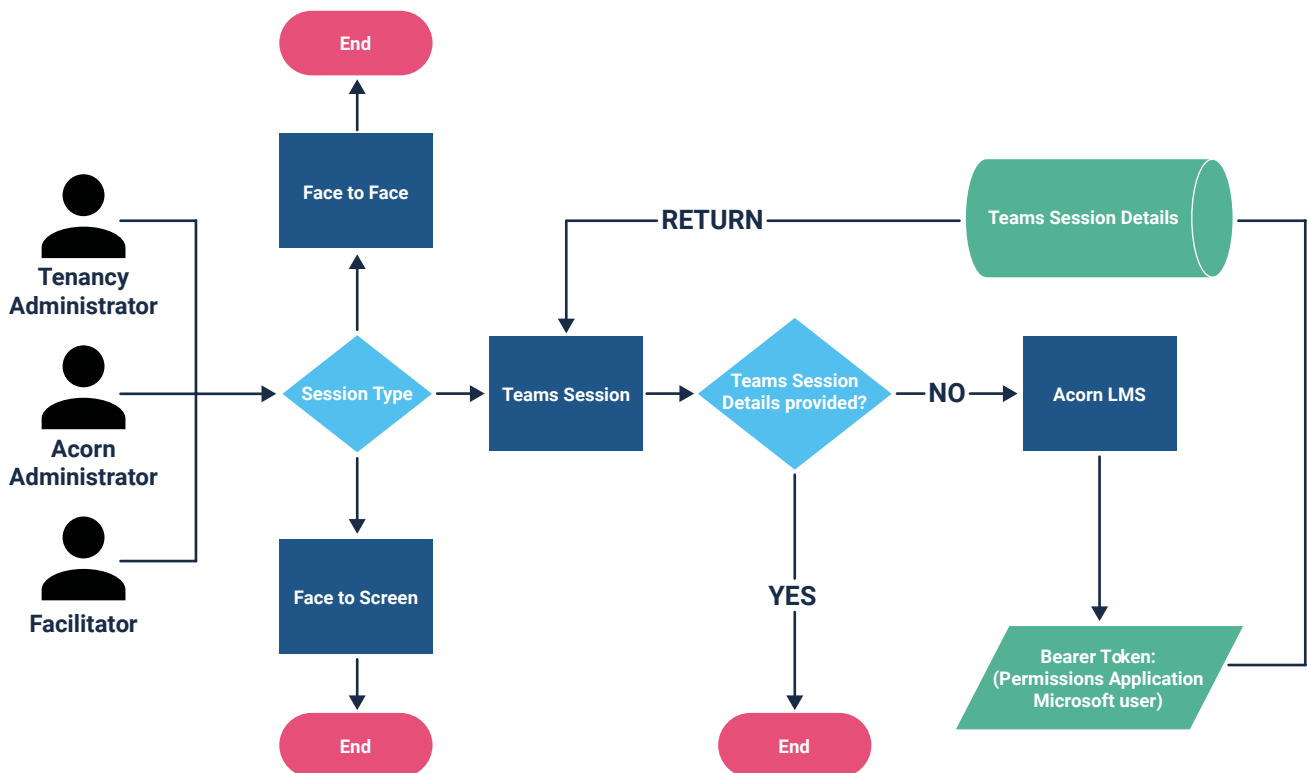 End
Face to Face
Tenancy
Administrator
RETURN
Teams Session Details
Acorn
Administrator
Session Type
Teams Session
Teams Session
Details provided?
NO
Acorn LMS
Facilitator
Face to Screen
YES
Bearer Token:
(Permissions Application
Microsoft user)
End
End